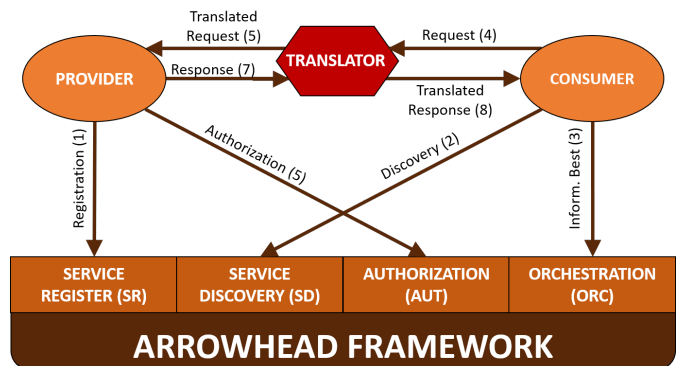 Translated
Request (5)
Request (4)
PROVIDER
TRANSLATOR
CONSUMER
Response (7)
Translated
Response (8)
Registration (1)
Authorization (5)
Discovery (2)
Inform. Best (3)
SERVICE
REGISTER (SR)
SERVICE
DISCOVERY (SD)
AUTHORIZATION
(AUT)
ORCHESTRATION
(ORC)
ARROWHEAD FRAMEWORK